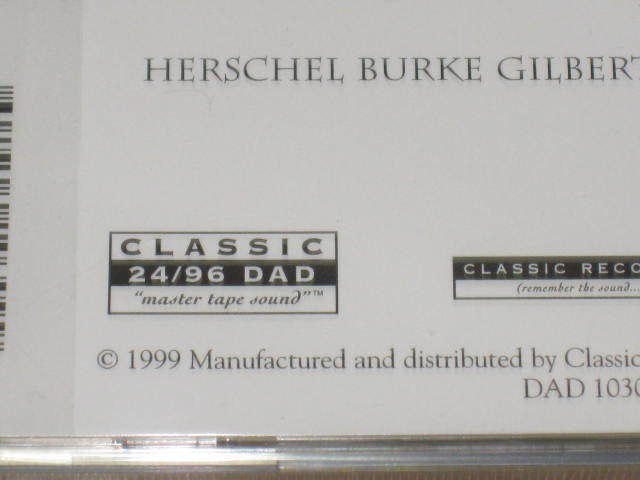 HERSCHEL BURKE GILBERT
CLASSIC
24/96 DAD
"master tape sound"™
CLASSIC RECO
(remember the sound...
© 1999 Manufactured and distributed by Classic
DAD 1030